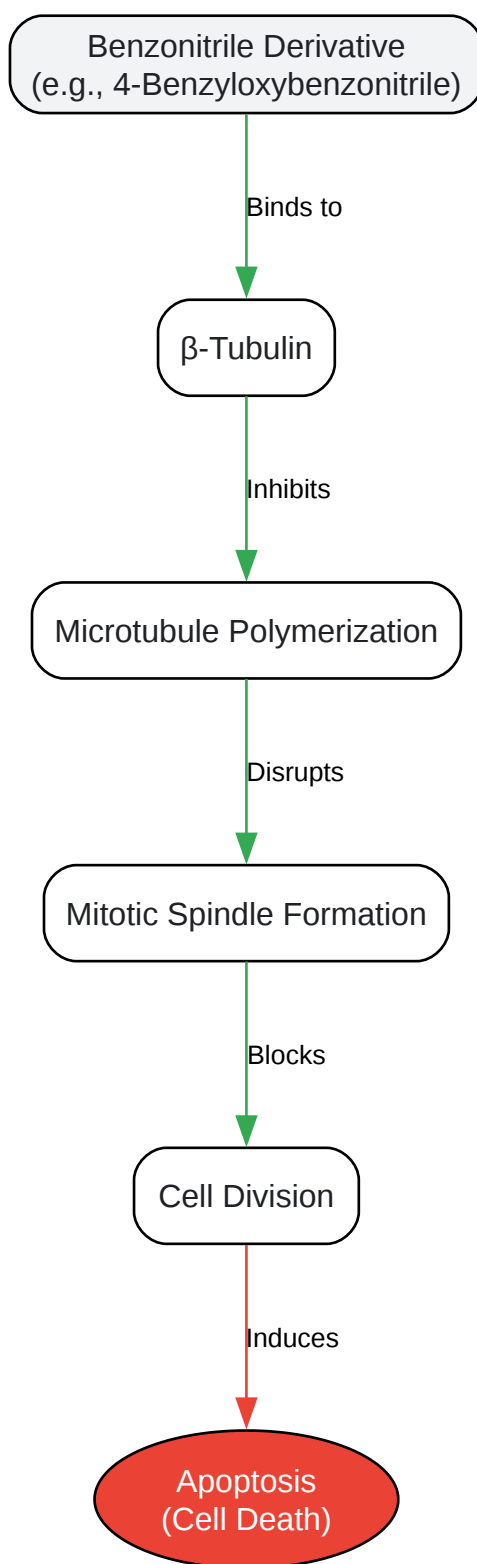 Benzonitrile Derivative
(e.g., 4-Benzyloxybenzonitrile)
Binds to
β-Tubulin
Inhibits
Microtubule Polymerization
Disrupts
Mitotic Spindle Formation
Blocks
Cell Division
Induces
Apoptosis
(Cell Death)